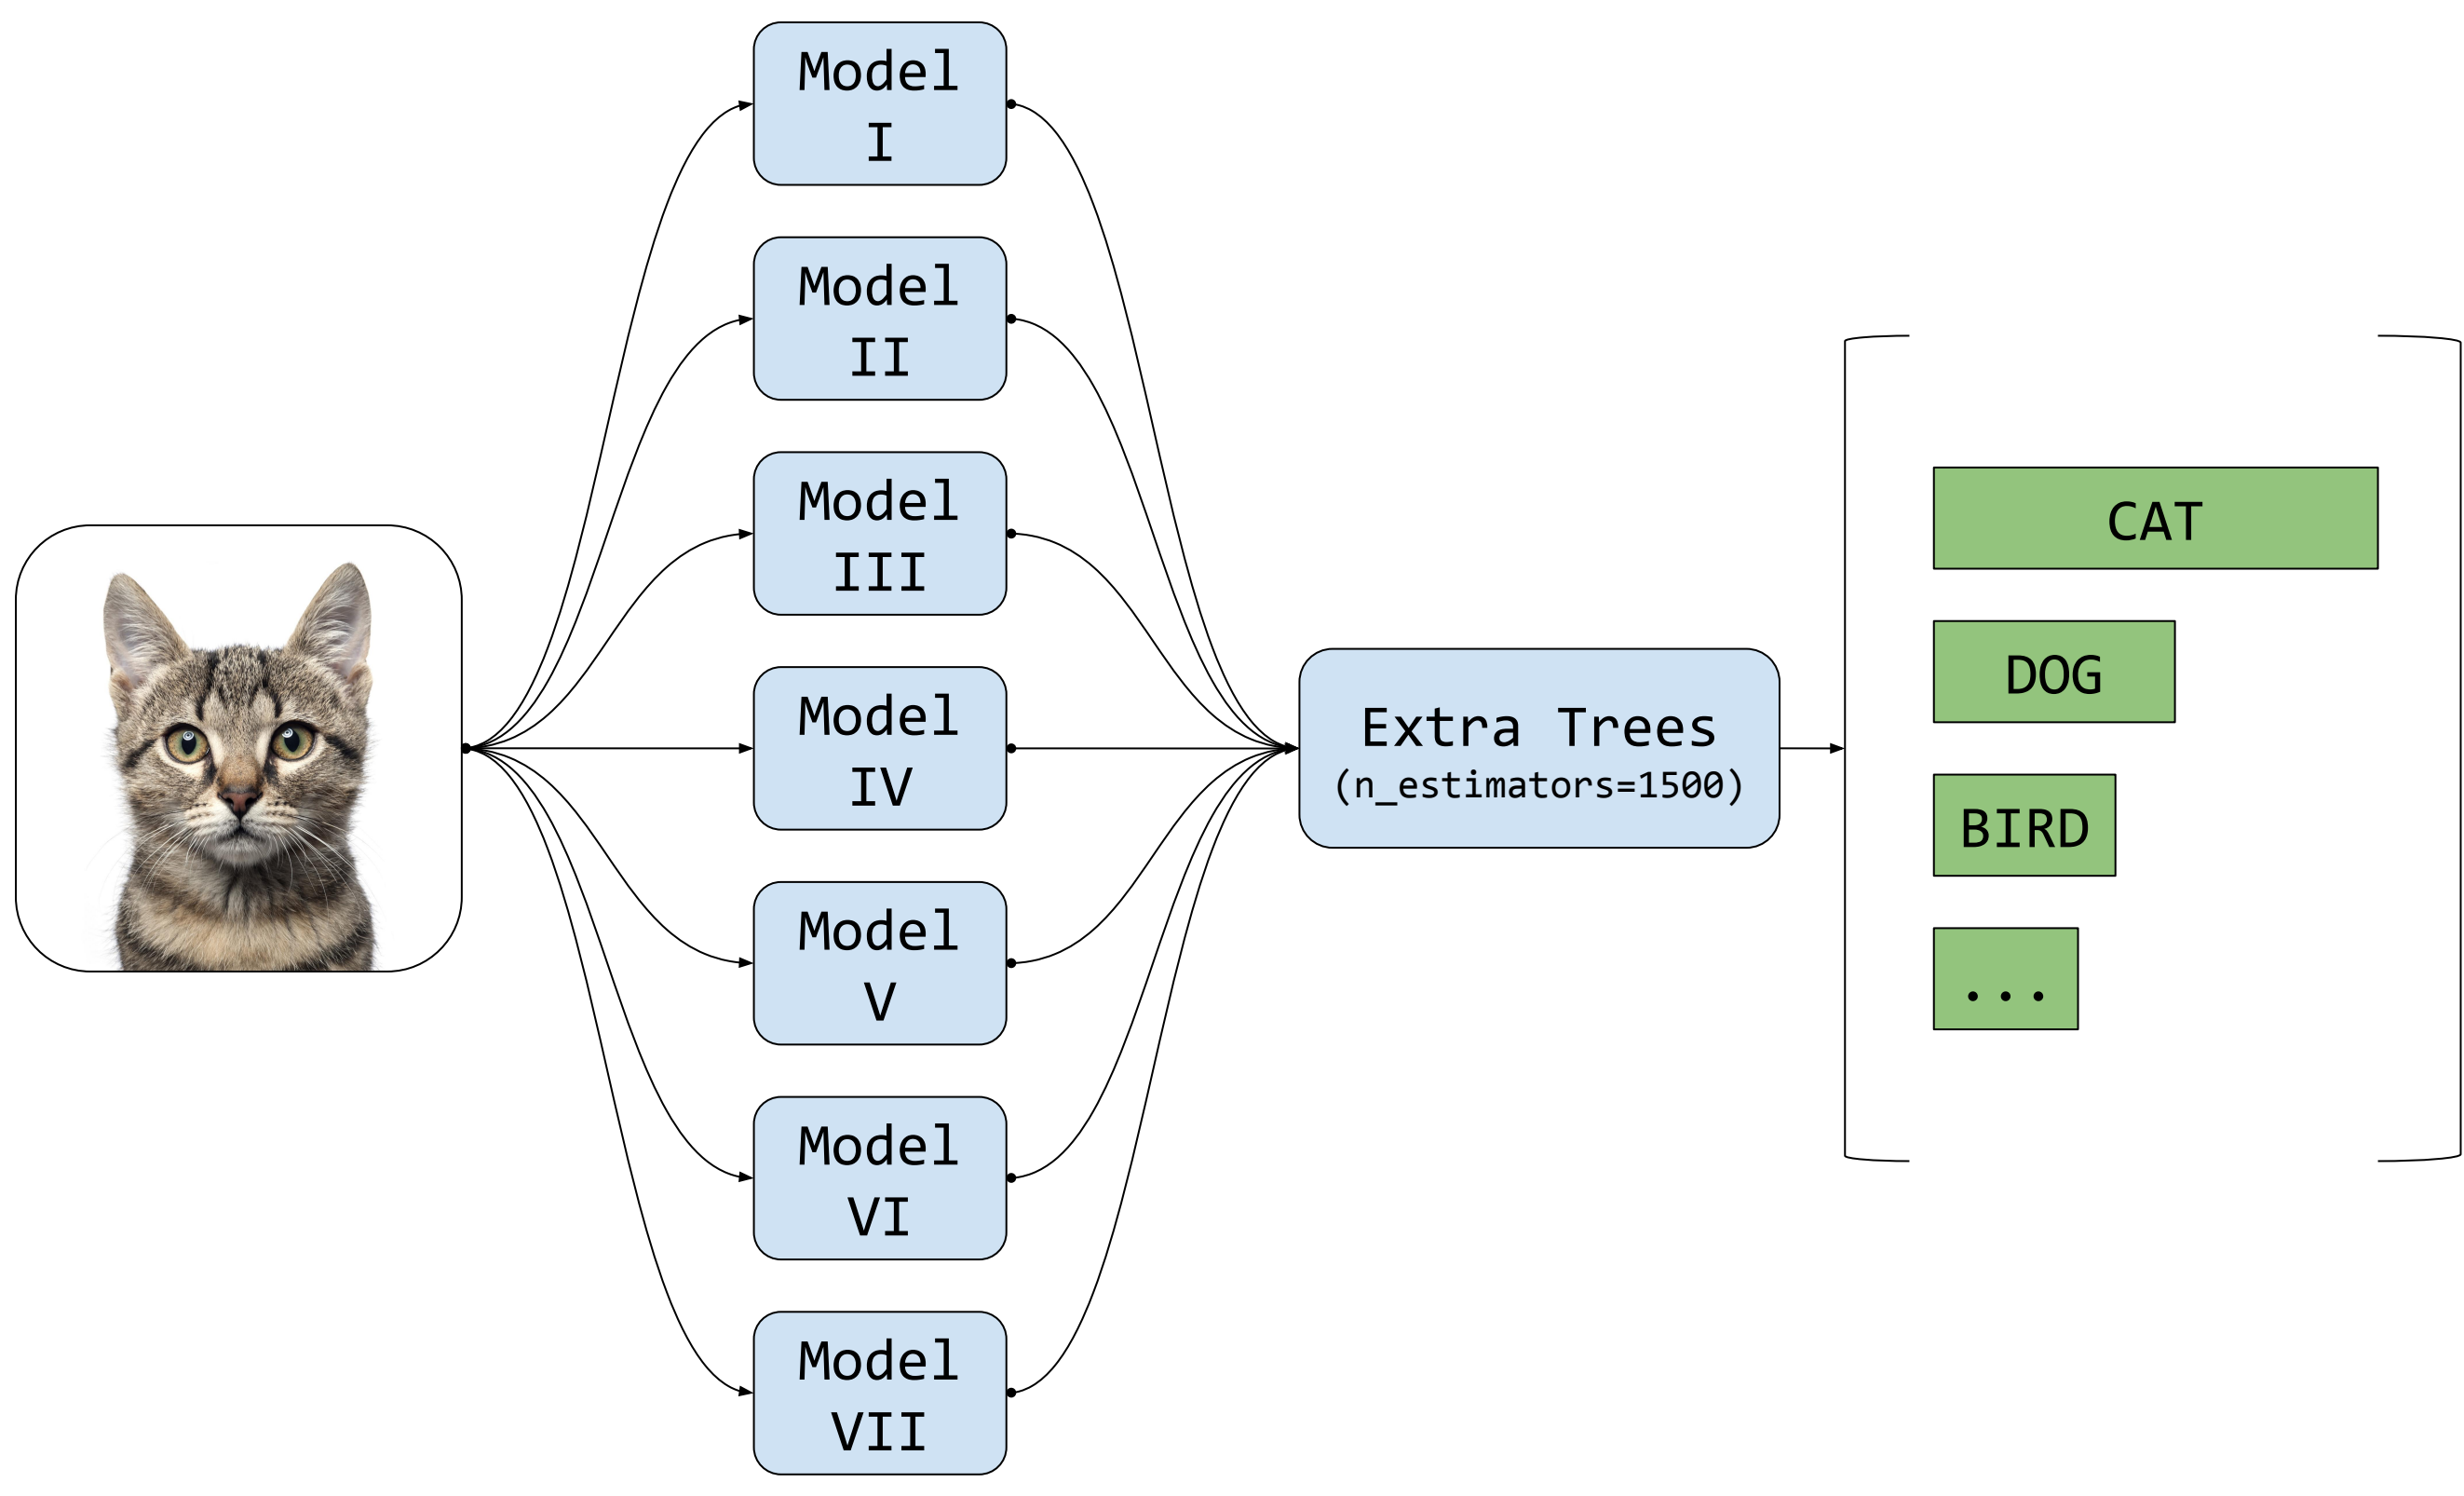 Model
I
Model
II
Model
III
Model
IV
Model
V
Model
VI
Model
VII
Extra Trees
(n_estimators=1500)
CAT
DOG
BIRD
...